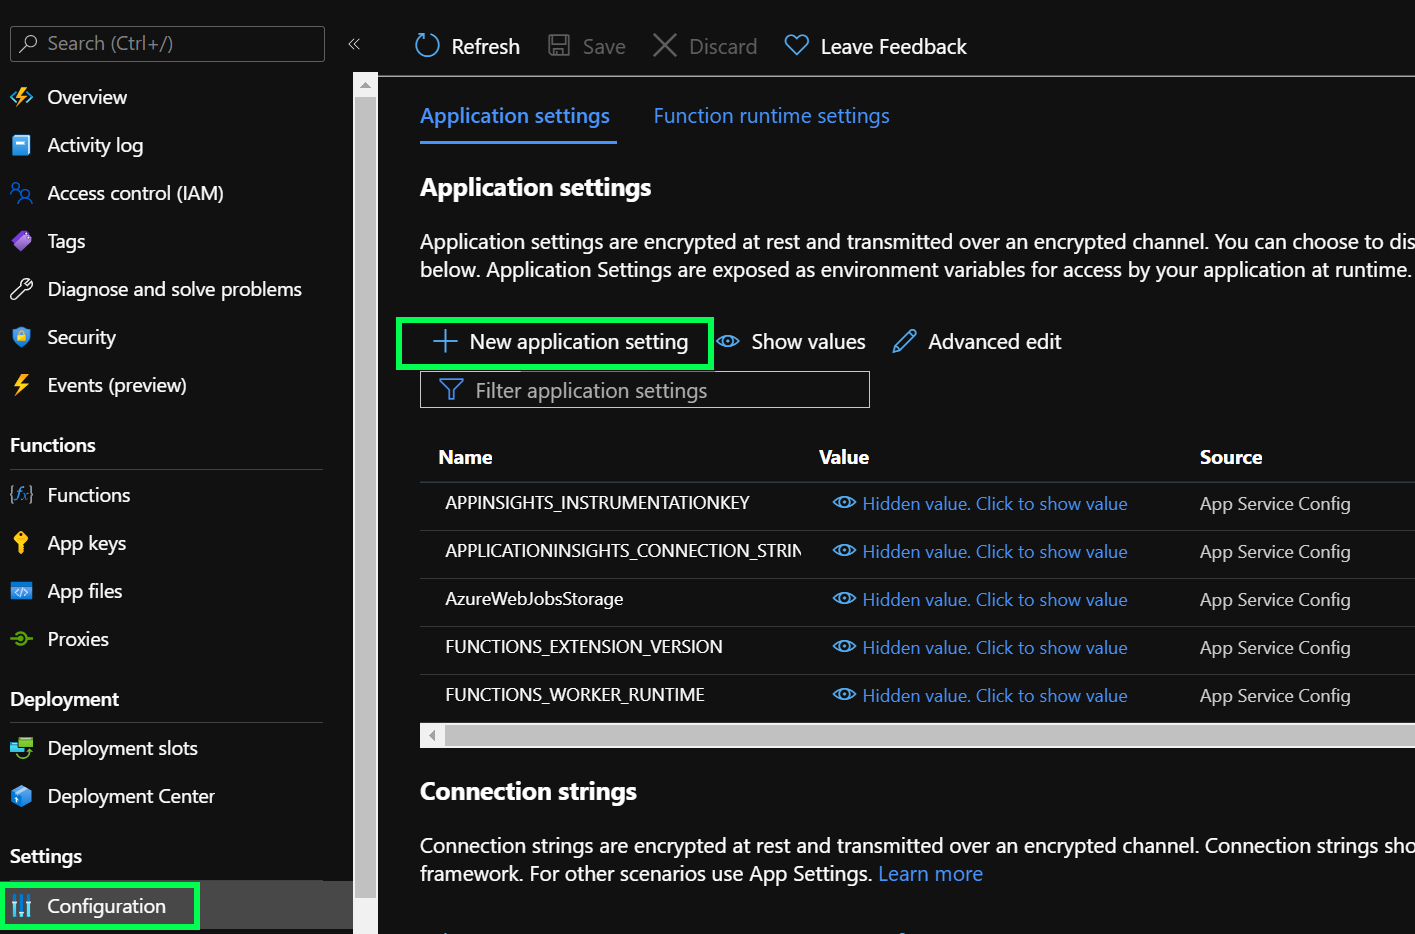 Search (Ctrl+/)
Overview
Activity log
Access control (IAM)
Tags
Diagnose and solve problems
Security
Events (preview)
Functions
Functions
App keys
App files
Proxies
Deployment
Deployment slots
Deployment Center
Settings
Configuration
Refresh Save Discard Leave Feedback
Application settings Function runtime settings
Application settings
Application settings are encrypted at rest and transmitted over an encrypted channel. You can choose to dis
below. Application Settings are exposed as environment variables for access by your application at runtime.
New application setting Show values Advanced edit
Filter application settings
Name Value Source
APPINSIGHTS_INSTRUMENTATIONKEY Hidden value. Click to show value App Service Config
APPLICATIONINSIGHTS_CONNECTION_STRIN Hidden value. Click to show value App Service Config
AzureWebJobsStorage Hidden value. Click to show value App Service Config
FUNCTIONS_EXTENSION_VERSION Hidden value. Click to show value App Service Config
FUNCTIONS_WORKER_RUNTIME Hidden value. Click to show value App Service Config
Connection strings
Connection strings are encrypted at rest and transmitted over an encrypted channel. Connection strings sho
framework. For other scenarios use App Settings. Learn more